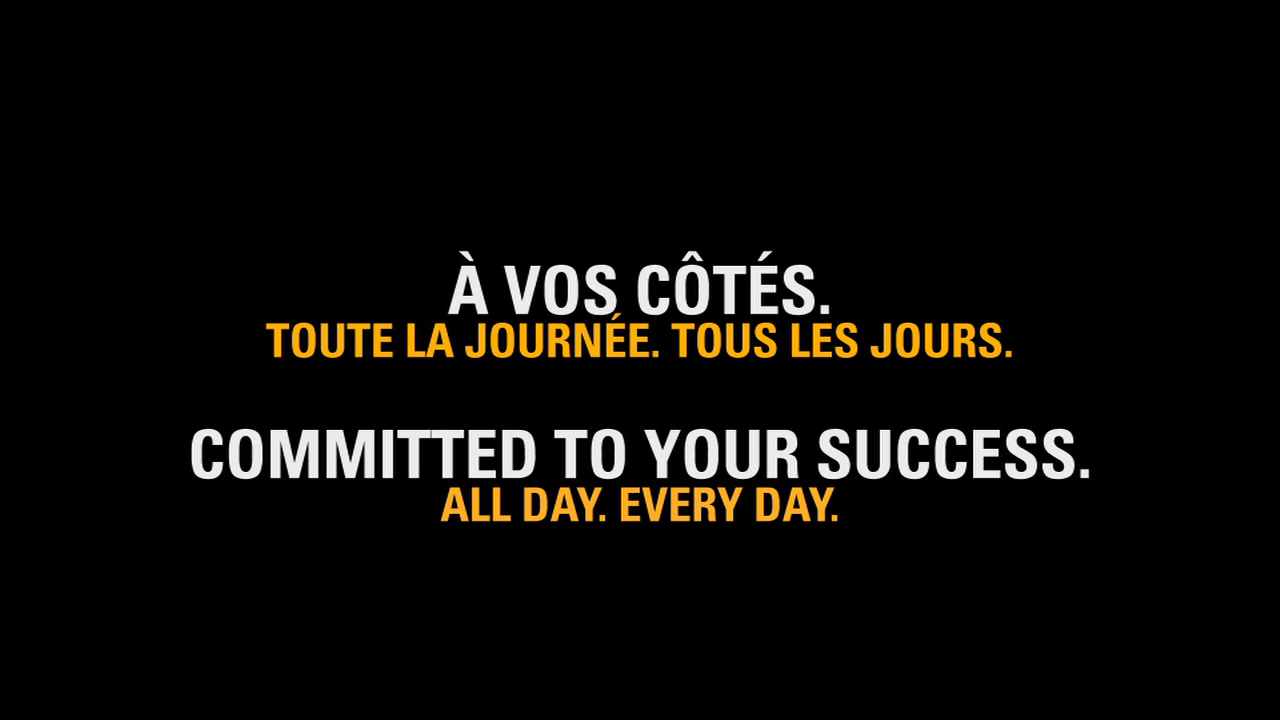 À VOS CÔTÉS.
TOUTE LA JOURNÉE. TOUS LES JOURS.
COMMITTED TO YOUR SUCCESS.
ALL DAY. EVERY DAY.